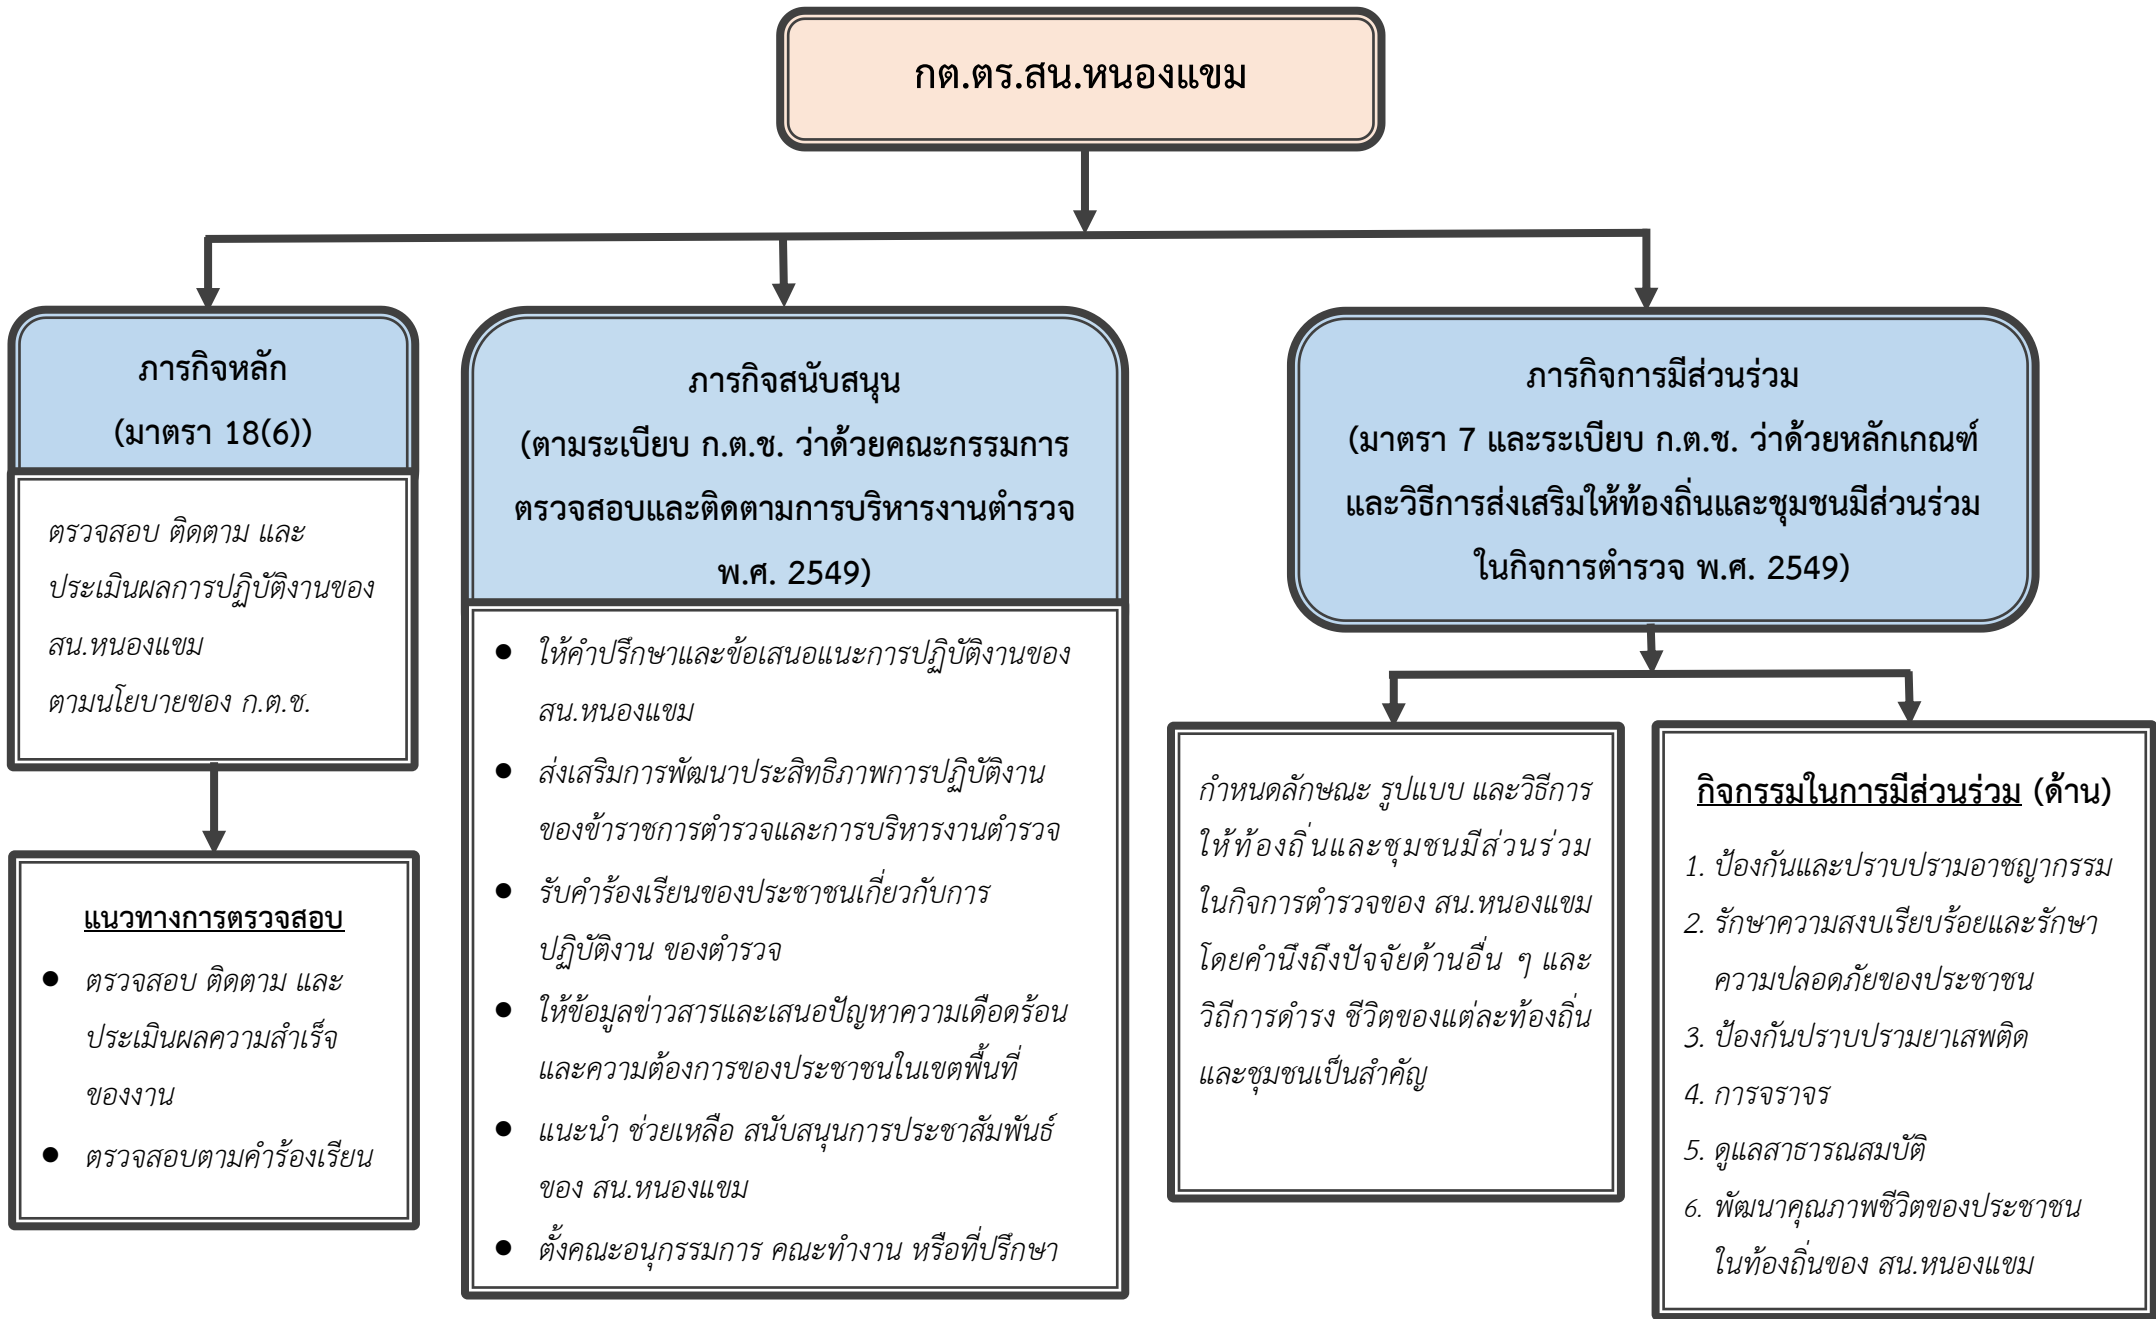 กต.ตร.สน.หนองแขม
ภารกิจหลัก
(มาตรา 18(6))
ตรวจสอบ ติดตาม และ
ประเมินผลการปฏิบัติงานของ
สน.หนองแขม
ตามนโยบายของ ก.ต.ช.
แนวทางการตรวจสอบ
● ตรวจสอบ ติดตาม และ
ประเมินผลความสำเร็จ
ของงาน
● ตรวจสอบตามคำร้องเรียน
ภารกิจสนับสนุน
(ตามระเบียบ ก.ต.ช. ว่าด้วยคณะกรรมการ
ตรวจสอบและติดตามการบริหารงานตำรวจ
พ.ศ. 2549)
● ให้คำปรึกษาและข้อเสนอแนะการปฏิบัติงานของ
สน.หนองแขม
● ส่งเสริมการพัฒนาประสิทธิภาพการปฏิบัติงาน
ของข้าราชการตำรวจและการบริหารงานตำรวจ
● รับคำร้องเรียนของประชาชนเกี่ยวกับการ
ปฏิบัติงาน ของตำรวจ
● ให้ข้อมูลข่าวสารและเสนอปัญหาความเดือดร้อน
และความต้องการของประชาชนในเขตพื้นที่
● แนะนำ ช่วยเหลือ สนับสนุนการประชาสัมพันธ์
ของ สน.หนองแขม
● ตั้งคณะอนุกรรมการ คณะทำงาน หรือที่ปรึกษา
ภารกิจการมีส่วนร่วม
(มาตรา 7 และระเบียบ ก.ต.ช. ว่าด้วยหลักเกณฑ์
และวิธีการส่งเสริมให้ท้องถิ่นและชุมชนมีส่วนร่วม
ในกิจการตำรวจ พ.ศ. 2549)
กำหนดลักษณะ รูปแบบ และวิธีการ
ให้ท้องถิ่นและชุมชนมีส่วนร่วม
ในกิจการตำรวจของ สน.หนองแขม
โดยคำนึงถึงปัจจัยด้านอื่น ๆ และ
วิถีการดำรง ชีวิตของแต่ละท้องถิ่น
และชุมชนเป็นสำคัญ
กิจกรรมในการมีส่วนร่วม (ด้าน)
1. ป้องกันและปราบปรามอาชญากรรม
2. รักษาความสงบเรียบร้อยและรักษา
ความปลอดภัยของประชาชน
3. ป้องกันปราบปรามยาเสพติด
4. การจราจร
5. ดูแลสาธารณสมบัติ
6. พัฒนาคุณภาพชีวิตของประชาชน
ในท้องถิ่นของ สน.หนองแขม